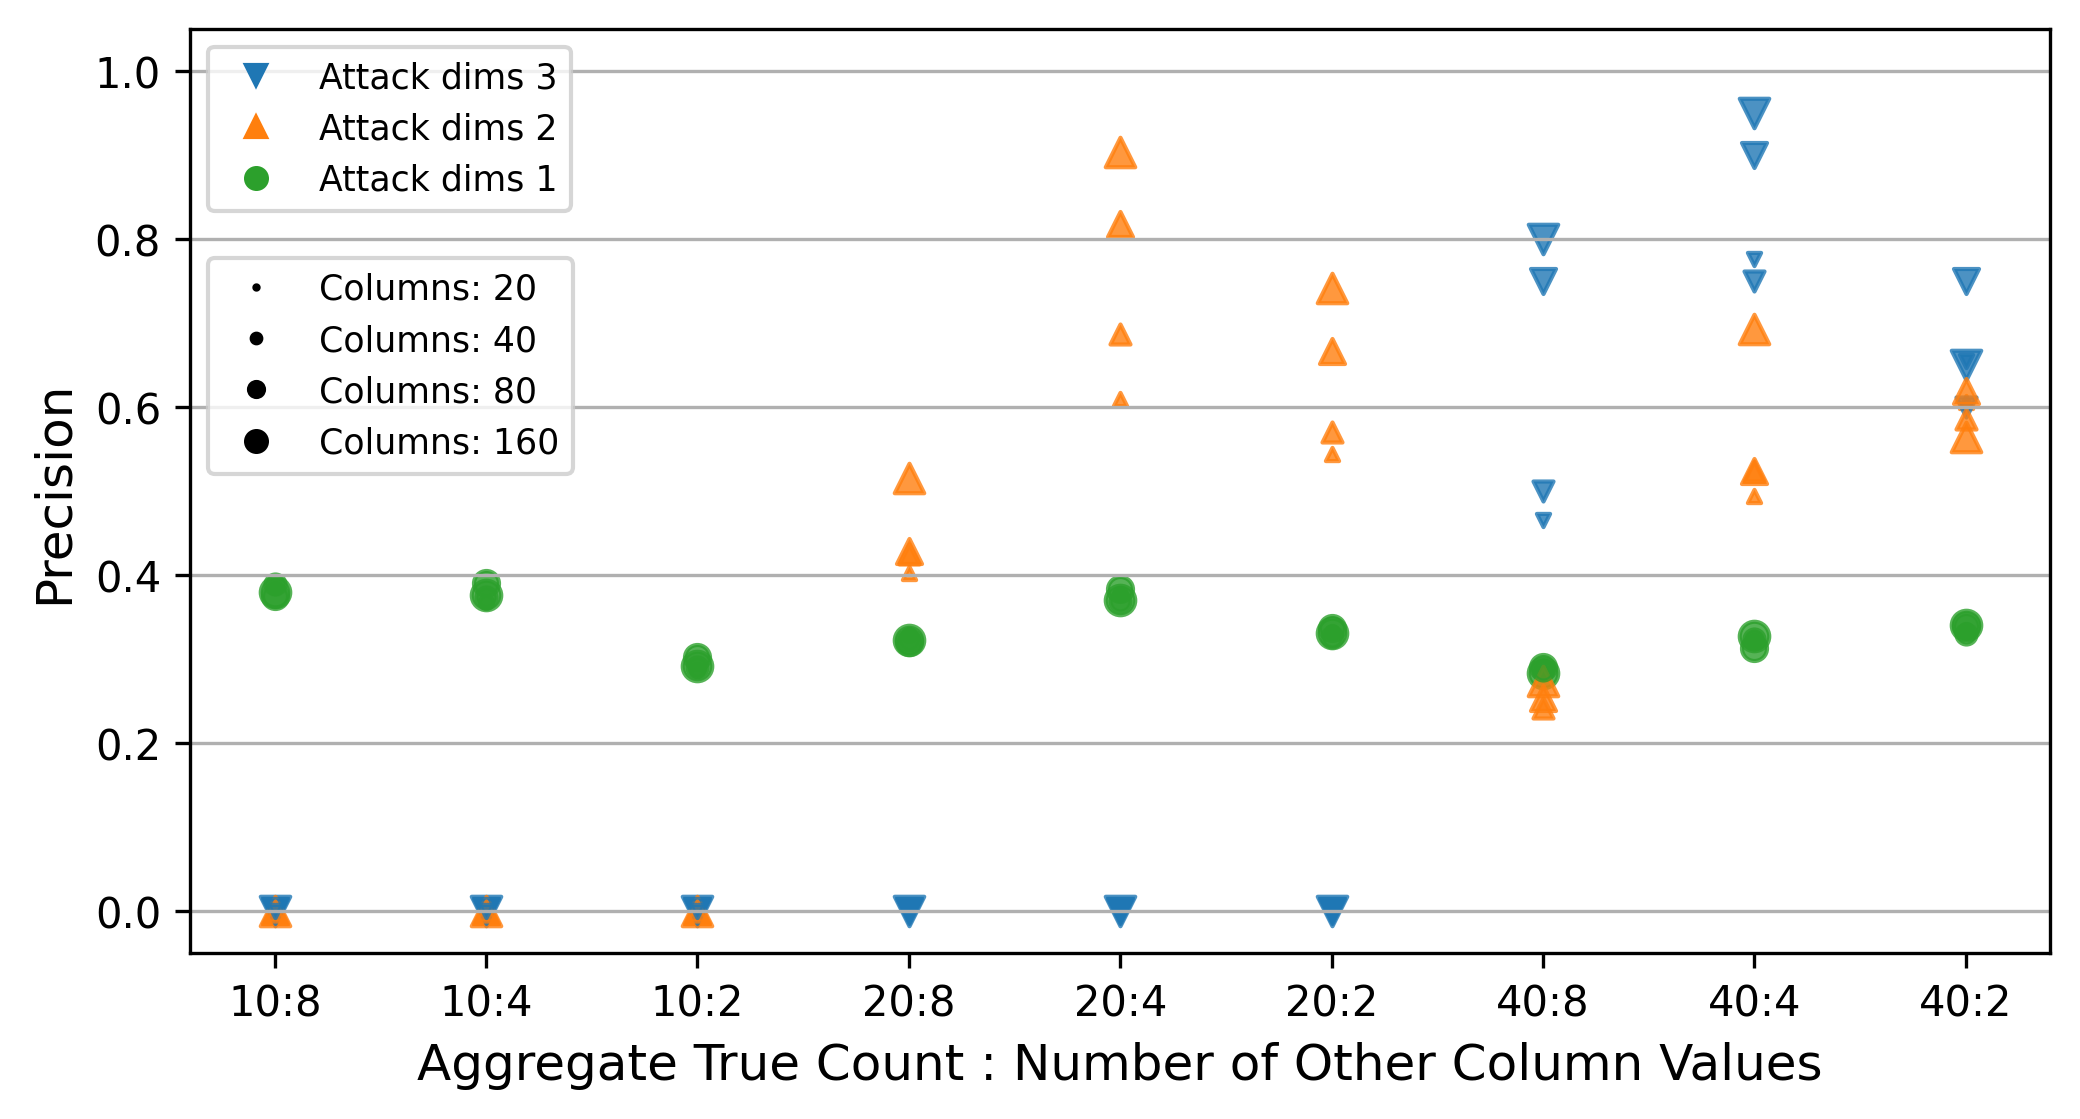 Attack dims 3
Attack dims 2
Attack dims 1
Columns: 20
Columns: 40
Columns: 80
Columns: 160
1.0
0.8
0.6
0.4
0.2
0.0
Precision
10:8 10:4 10:2 20:8 20:4 20:2 40:8 40:4 40:2
Aggregate True Count : Number of Other Column Values